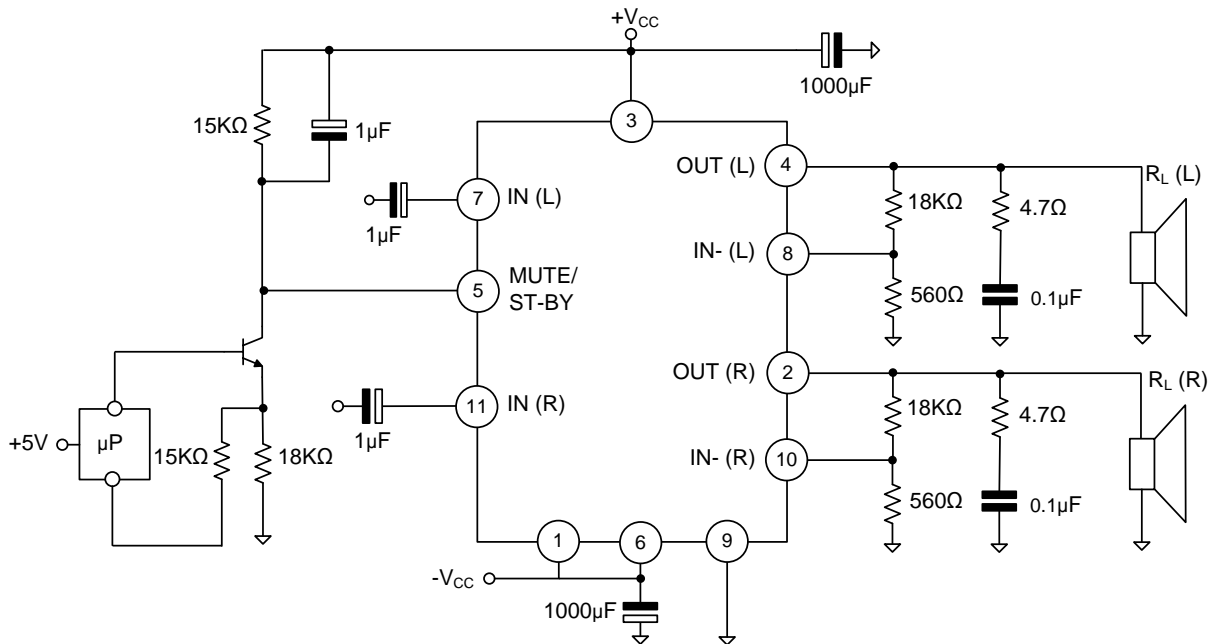 +VCC
1000µF
15KΩ
1µF
3
OUT (L)
4
RL (L)
7
IN (L)
18KΩ
4.7Ω
1µF
IN- (L)
8
5
MUTE/
ST-BY
560Ω
0.1µF
OUT (R)
2
RL (R)
11
IN (R)
18KΩ
4.7Ω
1µF
+5V
µP
15KΩ
18KΩ
IN- (R)
10
560Ω
0.1µF
1
6
9
-VCC
1000µF